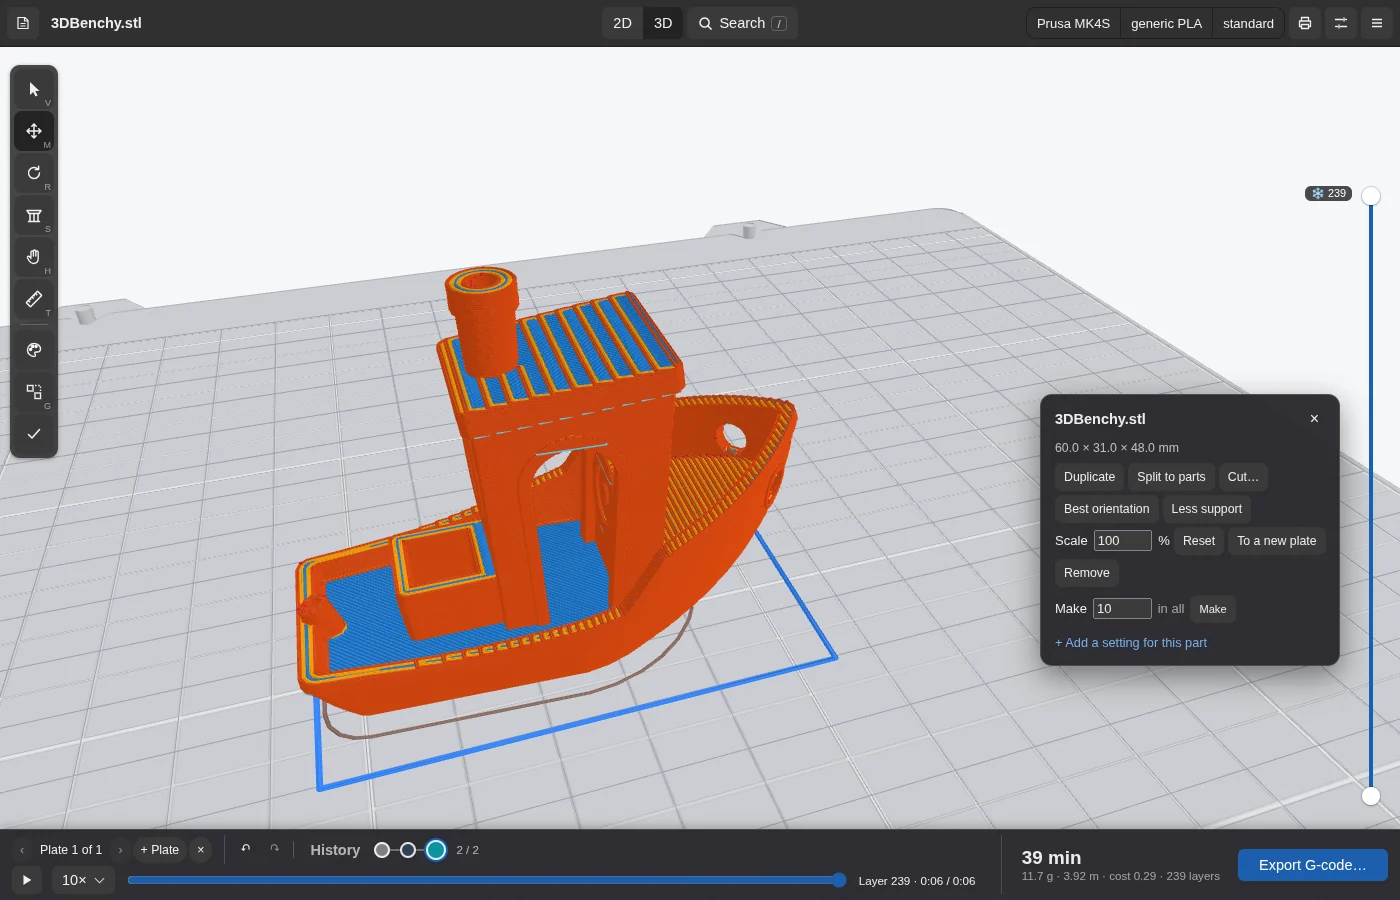 3DBenchy.stl
2D 3D Search /
Prusa MK4S generic PLA standard
V
M
R
S
H
T
G
239
3DBenchy.stl ×
60.0 × 31.0 × 48.0 mm
Duplicate Split to parts Cut…
Best orientation Less support
Scale 100 % Reset To a new plate
Remove
Make 10 in all Make
+ Add a setting for this part
‹ Plate 1 of 1 › + Plate × History 2 / 2
10× Layer 239 · 0:06 / 0:06
39 min
11.7 g · 3.92 m · cost 0.29 · 239 layers
Export G-code…